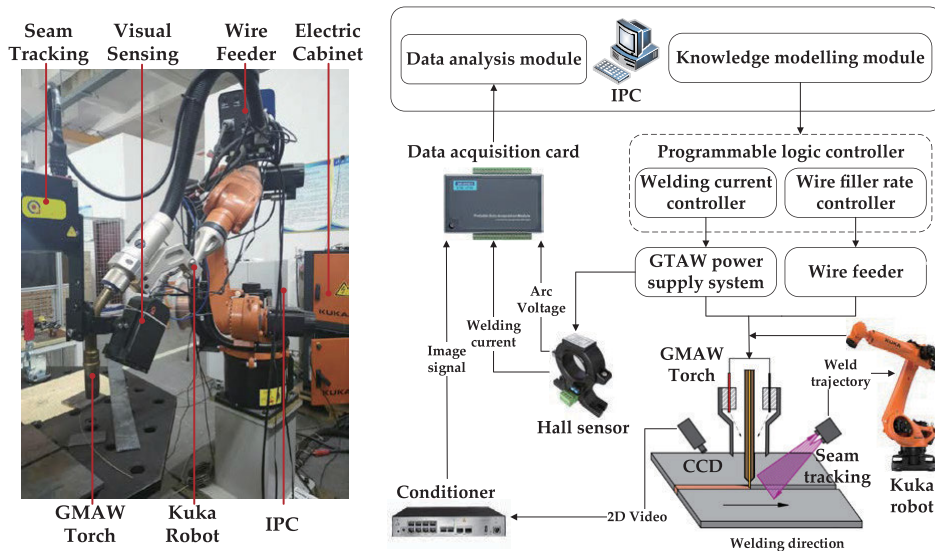 Seam
Tracking
Visual
Sensing
Wire
Feeder
Electric
Cabinet
KUKA
KUKA
GMAW
Torch
Kuka
Robot
IPC
Data analysis module
IPC
Knowledge modelling module
Data acquisition card
Programmable logic controller
Welding current
controller
Wire filler rate
controller
GTAW power
supply system
Wire feeder
Arc
Voltage
Welding
current
Image
signal
Hall sensor
GMAW
Torch
Weld
trajectory
KUKA
CCD
Seam
tracking
Kuka
robot
Conditioner
2D Video
Welding direction